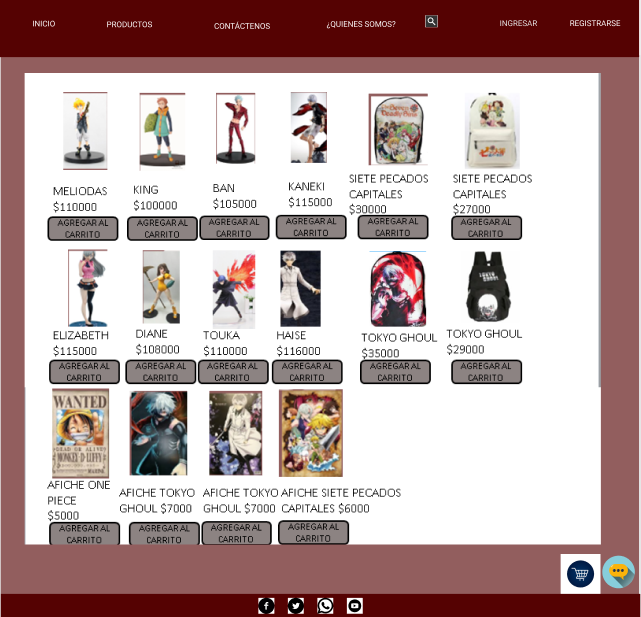 INICIO PRODUCTOS CONTÁCTENOS ¿QUIENES SOMOS? INGRESAR REGISTRARSE
MELIODAS
$110000
AGREGAR AL
CARRITO
KING
$100000
AGREGAR AL
CARRITO
BAN
$105000
AGREGAR AL
CARRITO
KANEKI
$115000
AGREGAR AL
CARRITO
SIETE PECADOS
CAPITALES
$30000
AGREGAR AL
CARRITO
SIETE PECADOS
CAPITALES
$27000
AGREGAR AL
CARRITO
ELIZABETH
$115000
AGREGAR AL
CARRITO
DIANE
$108000
AGREGAR AL
CARRITO
TOUKA
$110000
AGREGAR AL
CARRITO
HAISE
$116000
AGREGAR AL
CARRITO
TOKYO GHOUL
$35000
AGREGAR AL
CARRITO
TOKYO GHOUL
$29000
AGREGAR AL
CARRITO
WANTED
DEAD OR ALIVE
MONKEY·D·LUFFY
AFICHE ONE
PIECE
$5000
AGREGAR AL
CARRITO
AFICHE TOKYO
GHOUL $7000
AGREGAR AL
CARRITO
AFICHE TOKYO
GHOUL $7000
AGREGAR AL
CARRITO
AFICHE SIETE PECADOS
CAPITALES $6000
AGREGAR AL
CARRITO